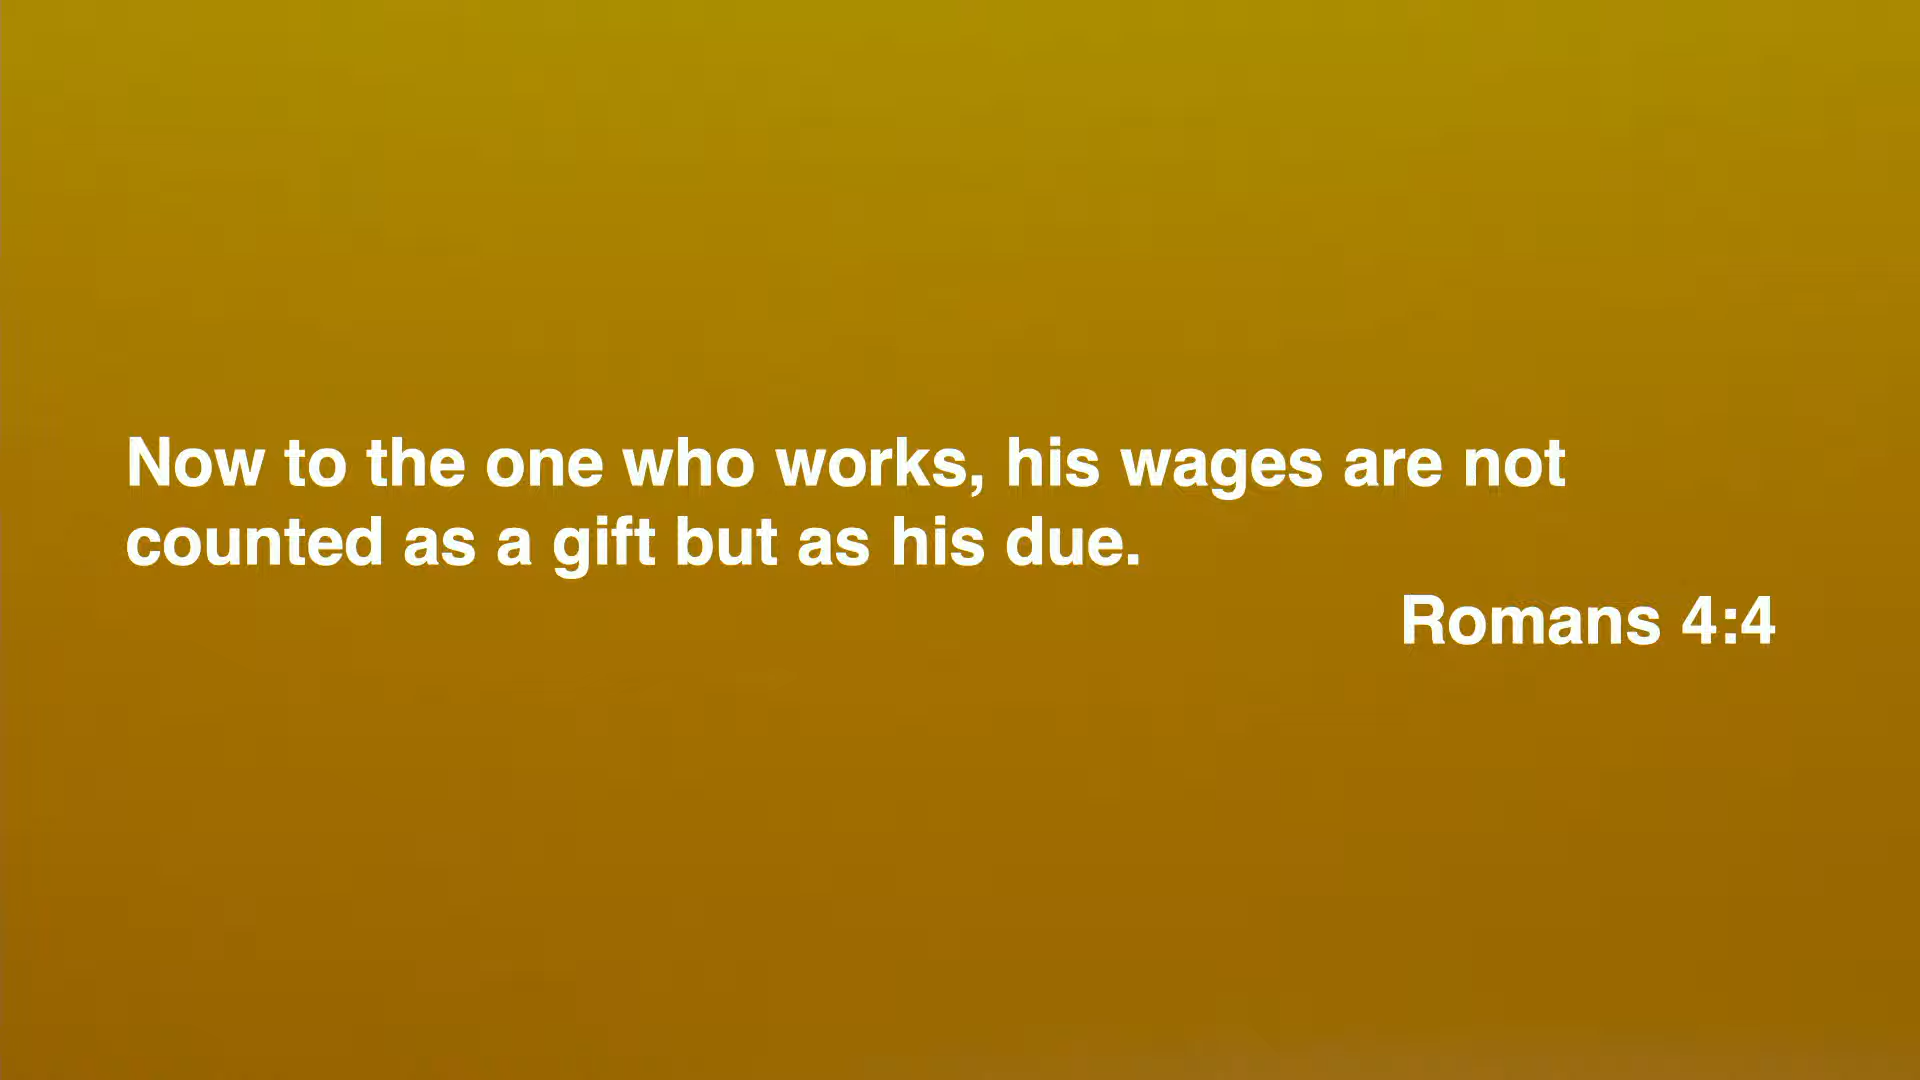 Now to the one who works, his wages are not
counted as a gift but as his due.
Romans 4:4